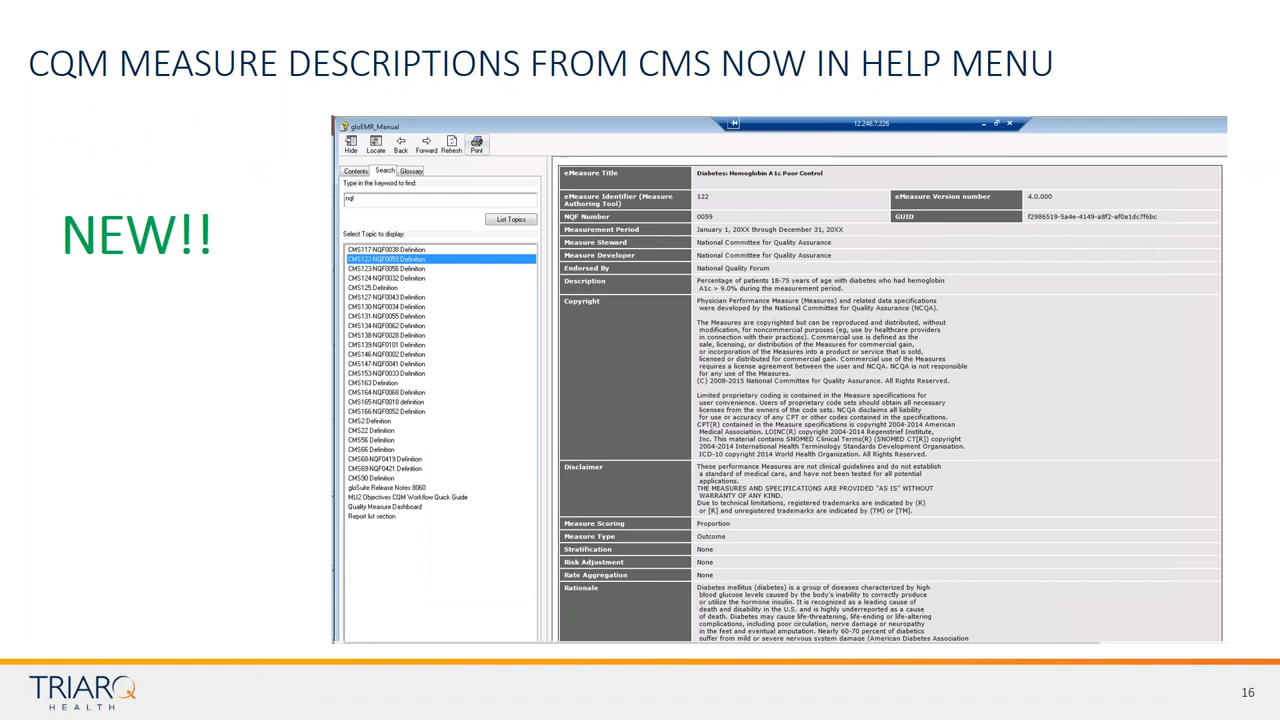 CQM MEASURE DESCRIPTIONS FROM CMS NOW IN HELP MENU
NEW!!
gloEMR_Manual
12.246.7.226
Hide Locate Back Forward Refresh Print
Contents Search Glossary
Type in the keyword to find:
nqf
List Topics
Select Topic to display:
CMS117-NQF0038 Definition
CMS122-NQF0059 Definition
CMS123-NQF0056 Definition
CMS124-NQF0032 Definition
CMS125 Definition
CMS127-NQF0043 Definition
CMS130-NQF0034 Definition
CMS131-NQF0055 Definition
CMS134-NQF0062 Definition
CMS138-NQF0028 Definition
CMS139-NQF0101 Definition
CMS146-NQF0002 Definition
CMS147-NQF0041 Definition
CMS153-NQF0033 Definition
CMS163 Definition
CMS164-NQF0068 Definition
CMS165-NQF0018 definition
CMS166-NQF0052 Definition
CMS2 Definition
CMS22 Definition
CMS56 Definition
CMS66 Definition
CMS68-NQF0419 Definition
CMS69-NQF0421 Definition
CMS90 Definition
gloSuite Release Notes 8060
MU2 Objectives CQM Workflow Quick Guide
Quality Measure Dashboard
Report list section
eMeasure Title Diabetes: Hemoglobin A1c Poor Control
eMeasure Identifier (Measure Authoring Tool) 122 eMeasure Version number 4.0.000
NQF Number 0059 GUID f2986519-5a4e-4149-a8f2-af0a1dc7f6bc
Measurement Period January 1, 20XX through December 31, 20XX
Measure Steward National Committee for Quality Assurance
Measure Developer National Committee for Quality Assurance
Endorsed By National Quality Forum
Description Percentage of patients 18-75 years of age with diabetes who had hemoglobin
A1c > 9.0% during the measurement period.
Copyright Physician Performance Measure (Measures) and related data specifications
were developed by the National Committee for Quality Assurance (NCQA).
The Measures are copyrighted but can be reproduced and distributed, without
modification, for noncommercial purposes (eg, use by healthcare providers
in connection with their practices). Commercial use is defined as the
sale, licensing, or distribution of the Measures for commercial gain,
or incorporation of the Measures into a product or service that is sold,
licensed or distributed for commercial gain. Commercial use of the Measures
requires a license agreement between the user and NCQA. NCQA is not responsible
for any use of the Measures.
(C) 2008-2015 National Committee for Quality Assurance. All Rights Reserved.
Limited proprietary coding is contained in the Measure specifications for
user convenience. Users of proprietary code sets should obtain all necessary
licenses from the owners of the code sets. NCQA disclaims all liability
for use or accuracy of any CPT or other codes contained in the specifications.
CPT(R) contained in the Measure specifications is copyright 2004-2014 American
Medical Association. LOINC(R) copyright 2004-2014 Regenstrief Institute,
Inc. This material contains SNOMED Clinical Terms(R) (SNOMED CT[R]) copyright
2004-2014 International Health Terminology Standards Development Organisation.
ICD-10 copyright 2014 World Health Organization. All Rights Reserved.
Disclaimer These performance Measures are not clinical guidelines and do not establish
a standard of medical care, and have not been tested for all potential
applications.
THE MEASURES AND SPECIFICATIONS ARE PROVIDED "AS IS" WITHOUT
WARRANTY OF ANY KIND.
Due to technical limitations, registered trademarks are indicated by (R)
or [R] and unregistered trademarks are indicated by (TM) or [TM].
Measure Scoring Proportion
Measure Type Outcome
Stratification None
Risk Adjustment None
Rate Aggregation None
Rationale Diabetes mellitus (diabetes) is a group of diseases characterized by high
blood glucose levels caused by the body's inability to correctly produce
or utilize the hormone insulin. It is recognized as a leading cause of
death and disability in the U.S. and is highly underreported as a cause
of death. Diabetes may cause life-threatening, life-ending or life-altering
complications, including poor circulation, nerve damage or neuropathy
in the feet and eventual amputation. Nearly 60-70 percent of diabetics
suffer from mild or severe nervous system damage (American Diabetes Association
TRIARQ
HEALTH
16